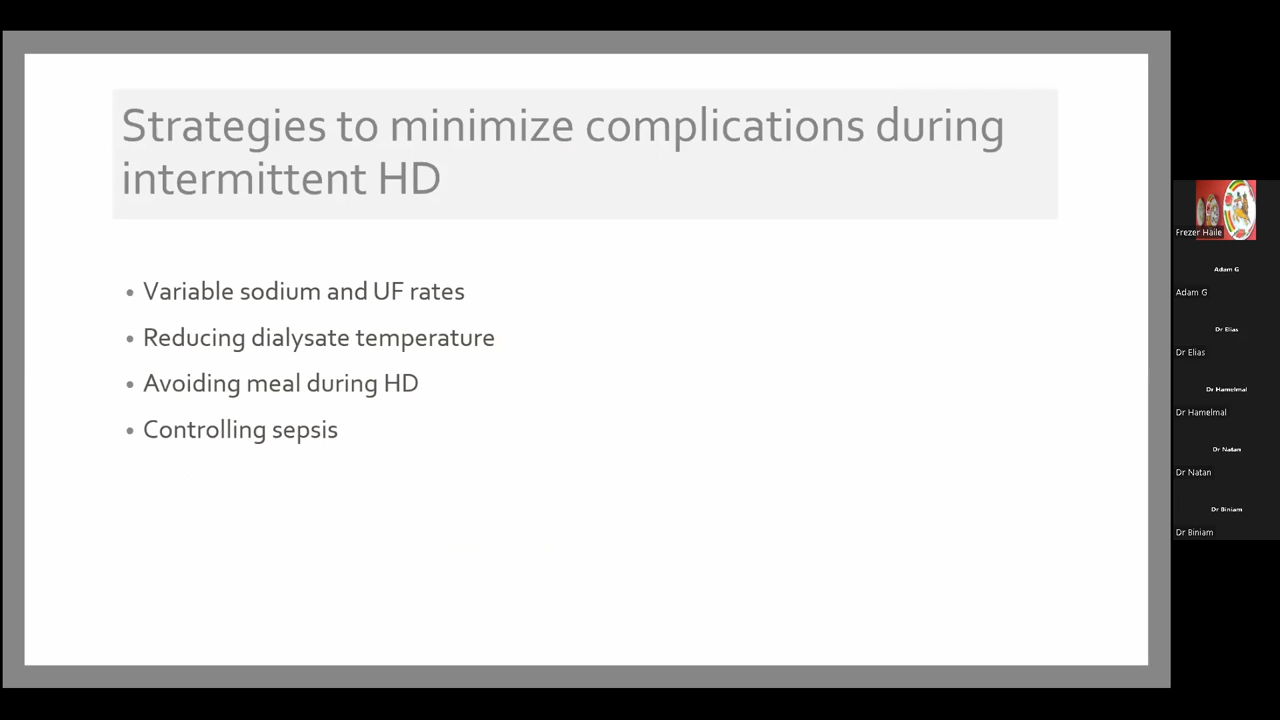 Strategies to minimize complications during
intermittent HD
• Variable sodium and UF rates
• Reducing dialysate temperature
• Avoiding meal during HD
• Controlling sepsis
Frezer Haile
Adam G
Adam G
Dr Elias
Dr Elias
Dr Hamelmal
Dr Hamelmal
Dr Natan
Dr Natan
Dr Biniam
Dr Biniam